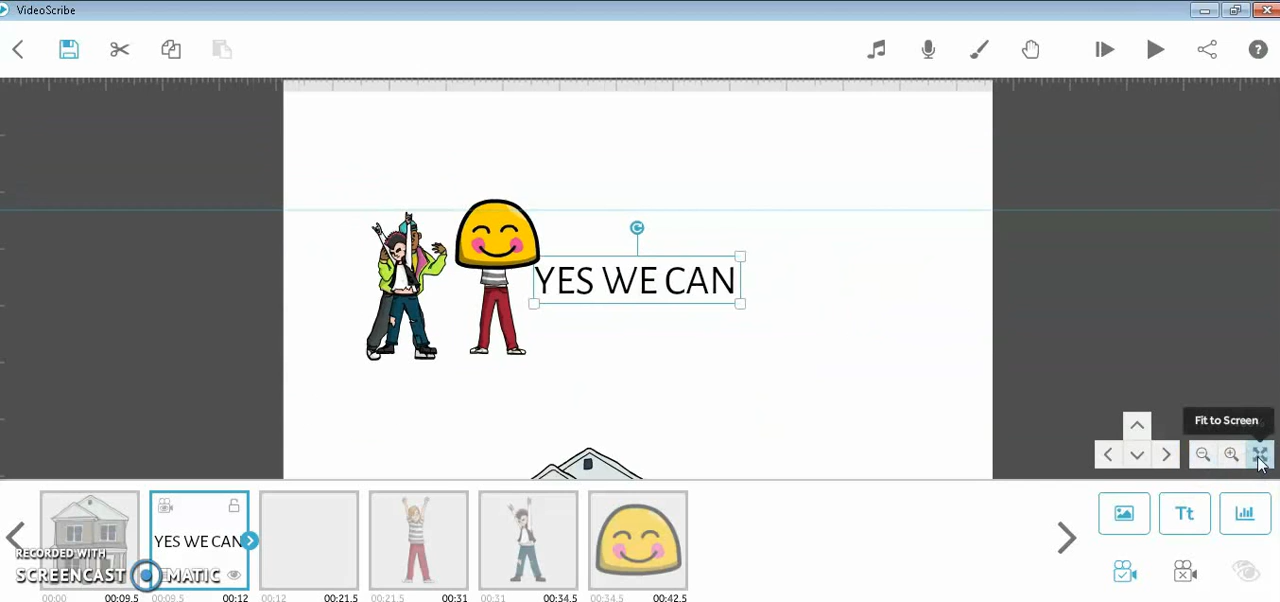 VideoScribe
YES WE CAN
Fit to Screen
Tt
YES WE CAN
RECORDED WITH
SCREENCAST MATIC
00:00 00:09.5 00:09.5 00:12 00:12 00:21.5 00:21.5 00:31 00:31 00:34.5 00:34.5 00:42.5